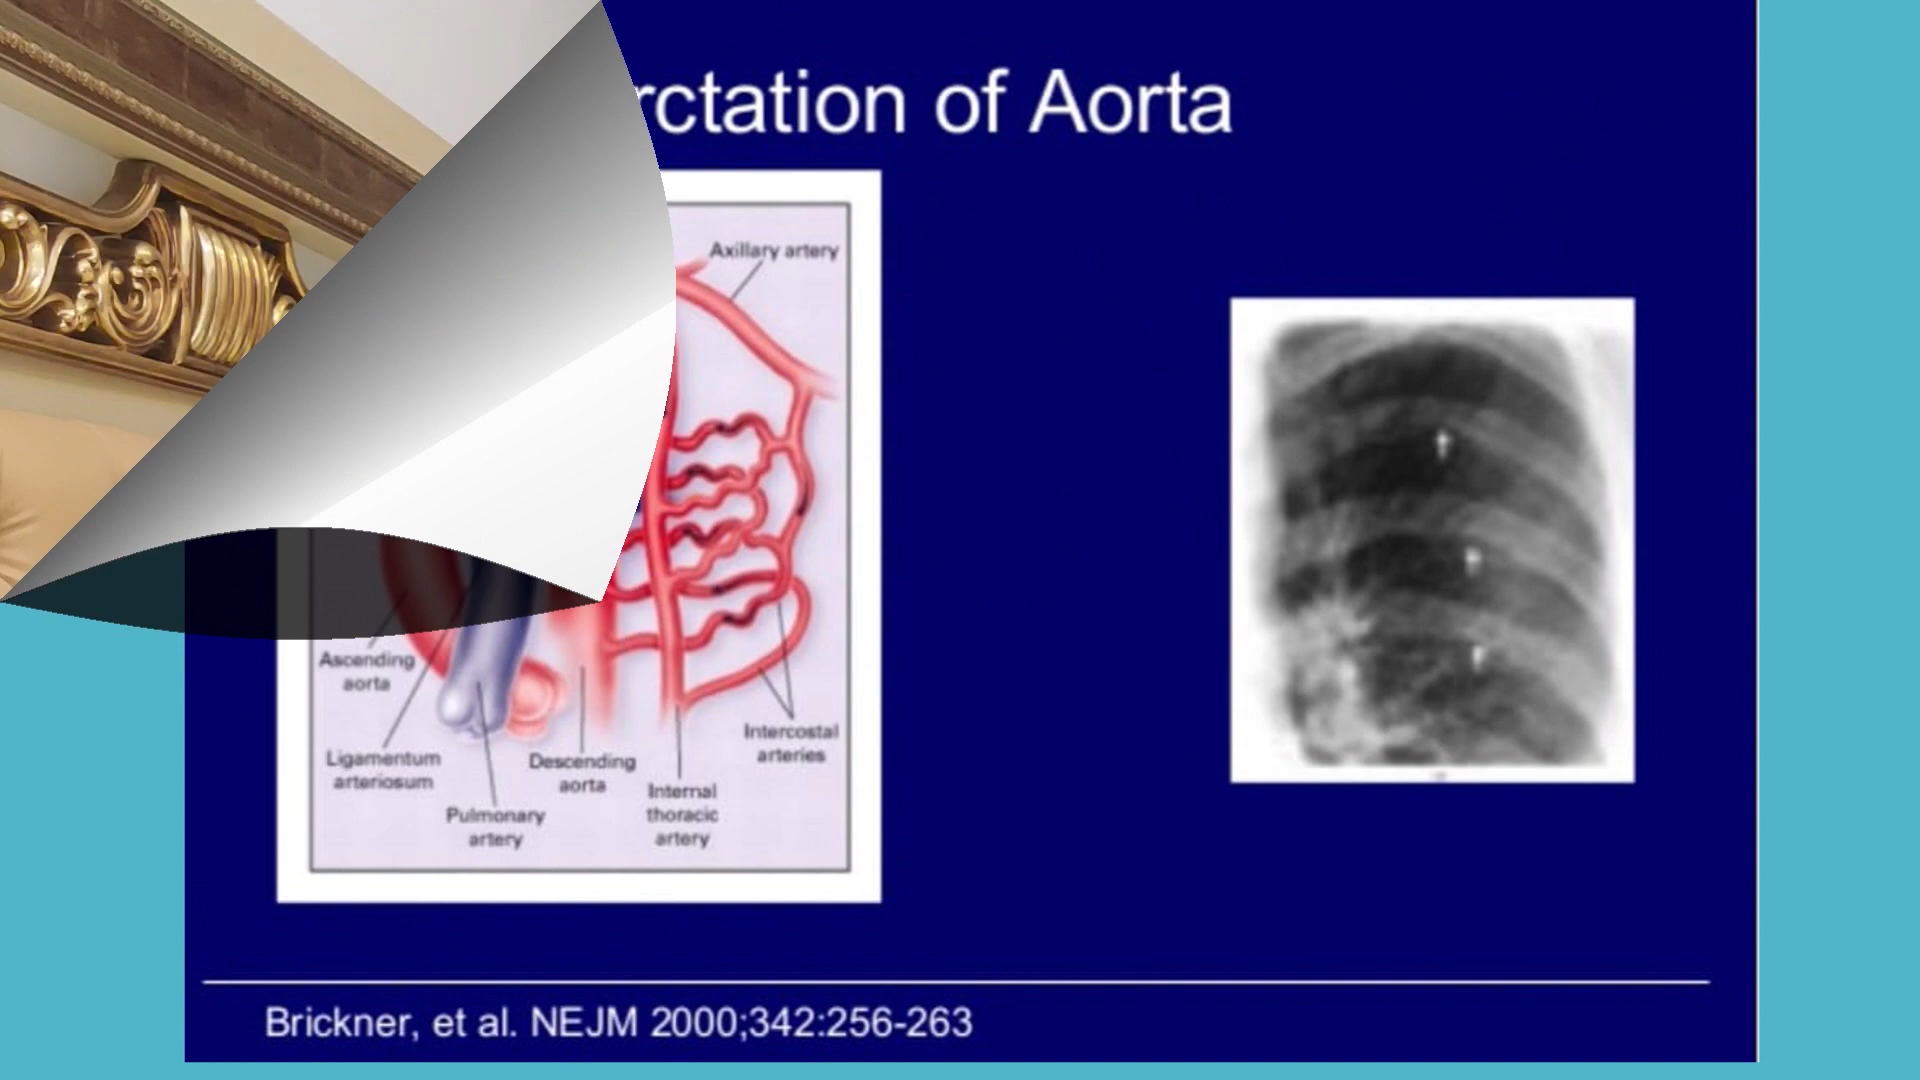 rctation of Aorta
Axillary artery
Ascending
aorta
Ligamentum
arteriosum
Pulmonary
artery
Descending
aorta
Internal
thoracic
artery
Intercostal
arteries
Brickner, et al. NEJM 2000;342:256-263